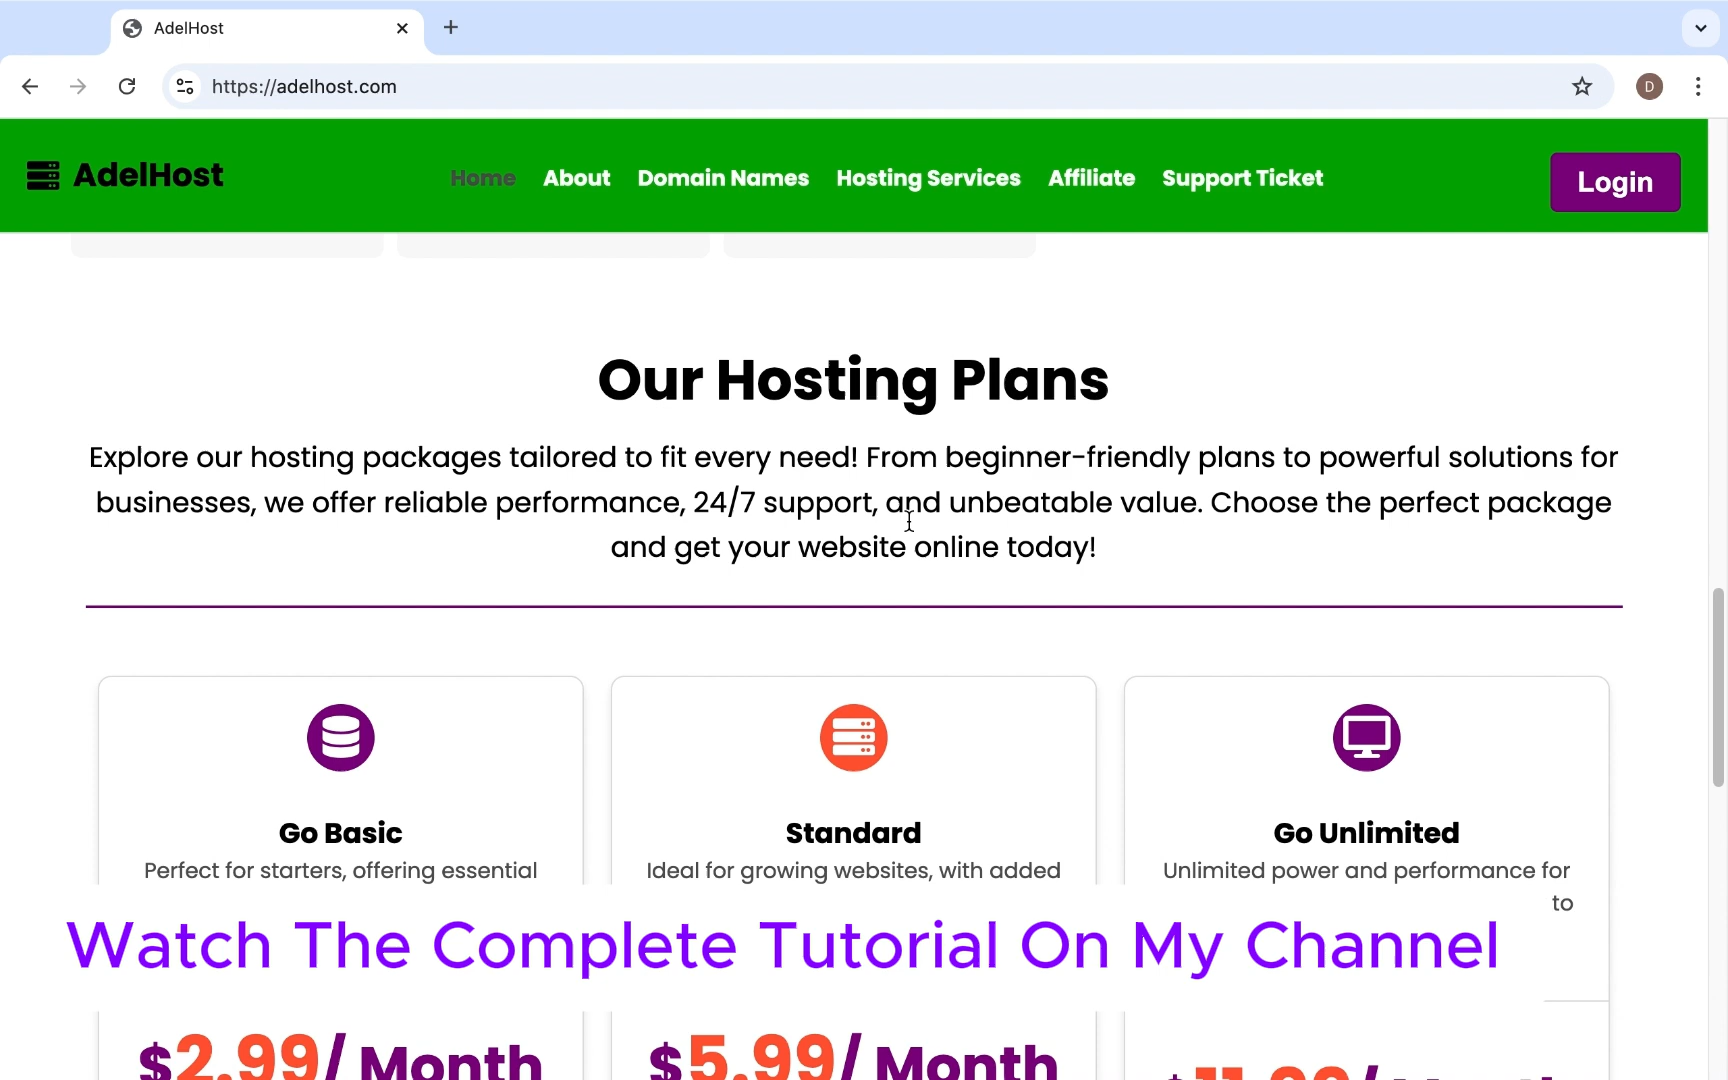 AdelHost
https://adelhost.com
D
AdelHost
Home About Domain Names Hosting Services Affiliate Support Ticket
Login
Our Hosting Plans
Explore our hosting packages tailored to fit every need! From beginner-friendly plans to powerful solutions for
businesses, we offer reliable performance, 24/7 support, and unbeatable value. Choose the perfect package
and get your website online today!
Go Basic
Perfect for starters, offering essential
Standard
Ideal for growing websites, with added
Go Unlimited
Unlimited power and performance for
to
Watch The Complete Tutorial On My Channel
$2.99/ Month
$5.99/ Month